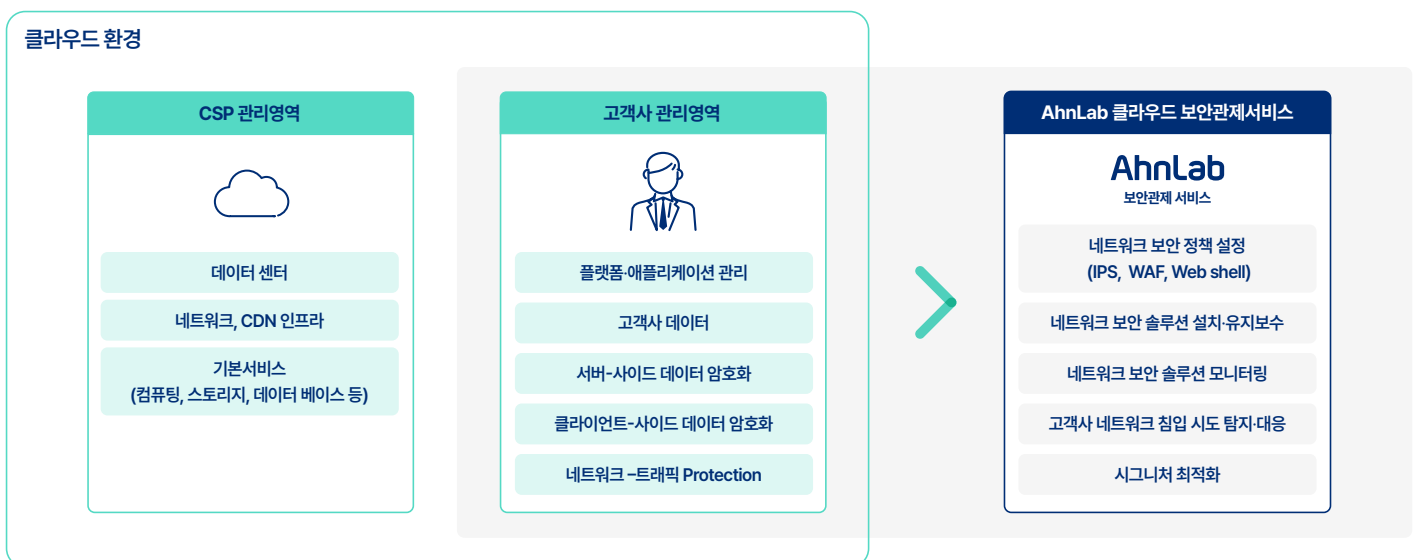 클라우드 환경
CSP 관리영역
데이터 센터
네트워크, CDN 인프라
기본서비스
(컴퓨팅, 스토리지, 데이터 베이스 등)
고객사 관리영역
플랫폼·애플리케이션 관리
고객사 데이터
서버-사이드 데이터 암호화
클라이언트-사이드 데이터 암호화
네트워크 –트래픽 Protection
AhnLab 클라우드 보안관제서비스
AhnLab
보안관제 서비스
네트워크 보안 정책 설정
(IPS, WAF, Web shell)
네트워크 보안 솔루션 설치·유지보수
네트워크 보안 솔루션 모니터링
고객사 네트워크 침입 시도 탐지·대응
시그니처 최적화